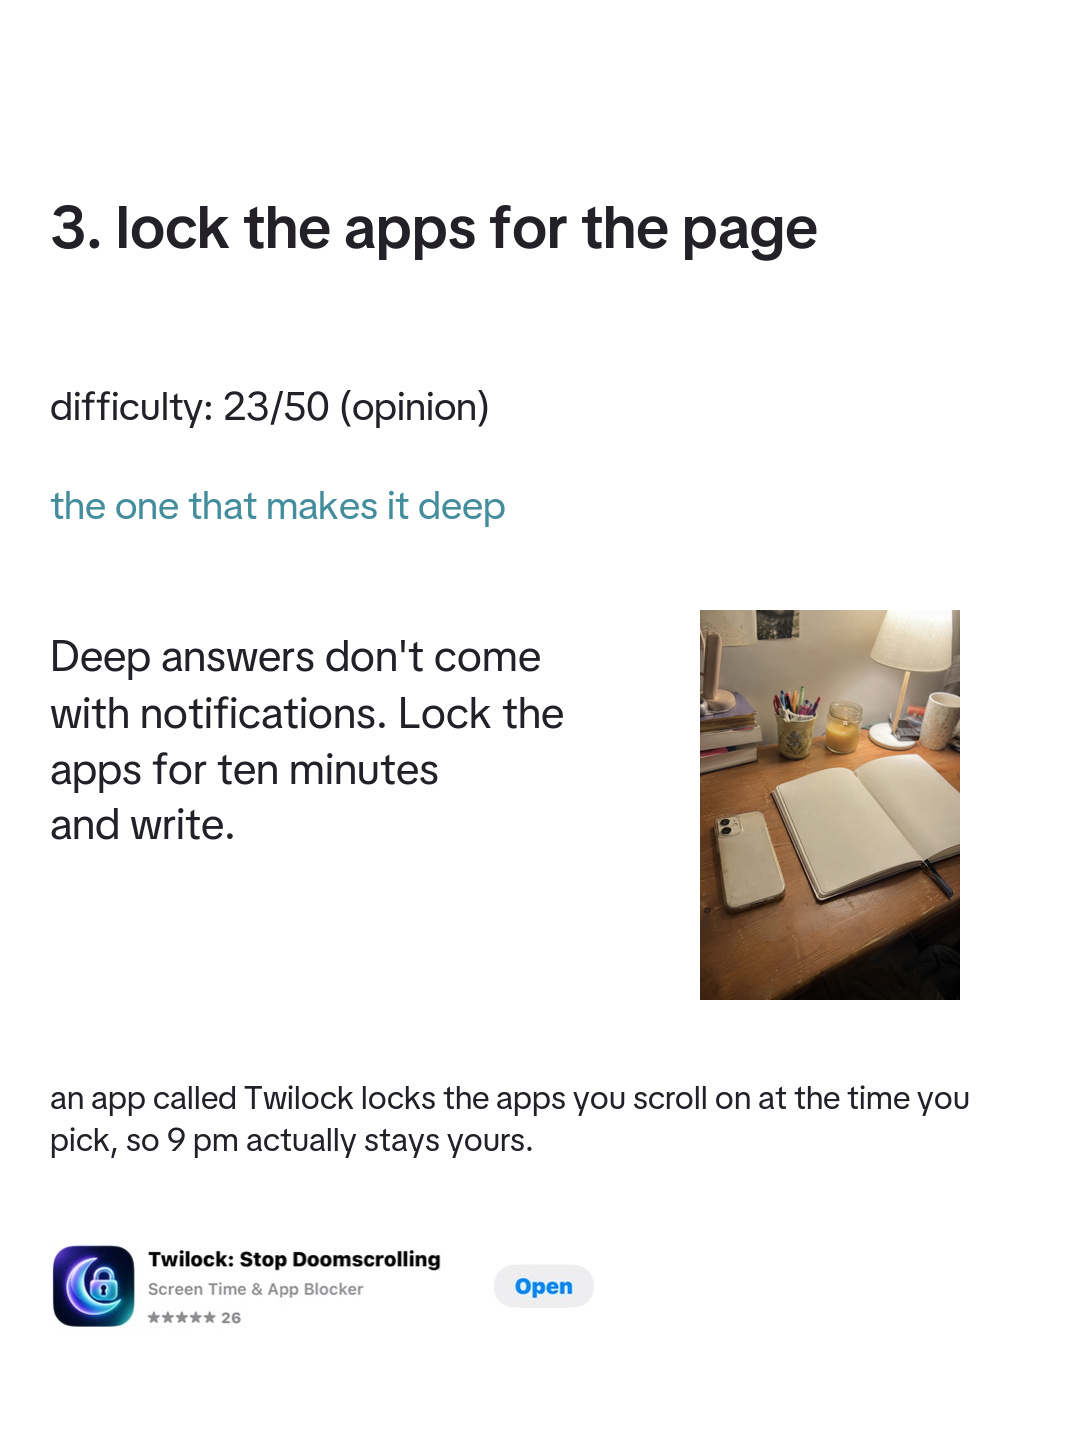 3. lock the apps for the page
difficulty: 23/50 (opinion)
the one that makes it deep
Deep answers don't come
with notifications. Lock the
apps for ten minutes
and write.
an app called Twilock locks the apps you scroll on at the time you
pick, so 9 pm actually stays yours.
Twilock: Stop Doomscrolling
Screen Time & App Blocker
★★★★★ 26
Open